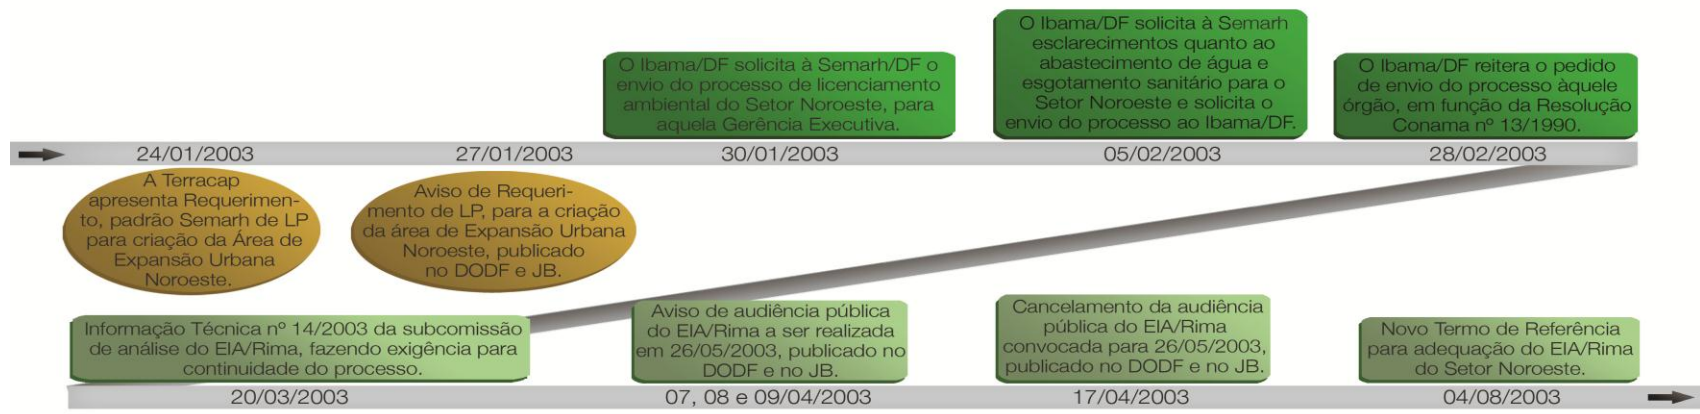 O Ibama/DF solicita à Semarh/DF o
envio do processo de licenciamento
ambiental do Setor Noroeste, para
aquela Gerência Executiva.
O Ibama/DF solicita à Semarh
esclarecimentos quanto ao
abastecimento de água e
esgotamento sanitário para o
Setor Noroeste e solicita o
envio do processo ao Ibama/DF.
O Ibama/DF reitera o pedido
de envio do processo àquele
órgão, em função da Resolução
Conama nº 13/1990.
24/01/2003
27/01/2003
30/01/2003
05/02/2003
28/02/2003
A Terracap
apresenta Requerimen-
to, padrão Semarh de LP
para criação da Área de
Expansão Urbana
Noroeste.
Aviso de Requeri-
mento de LP, para a criação
da área de Expansão Urbana
Noroeste, publicado
no DODF e JB.
Informação Técnica nº 14/2003 da subcomissão
de análise do EIA/Rima, fazendo exigência para
continuidade do processo.
Aviso de audiência pública
do EIA/Rima a ser realizada
em 26/05/2003, publicado no
DODF e no JB.
Cancelamento da audiência
pública do EIA/Rima
convocada para 26/05/2003,
publicado no DODF e no JB.
Novo Termo de Referência
para adequação do EIA/Rima
do Setor Noroeste.
20/03/2003
07, 08 e 09/04/2003
17/04/2003
04/08/2003